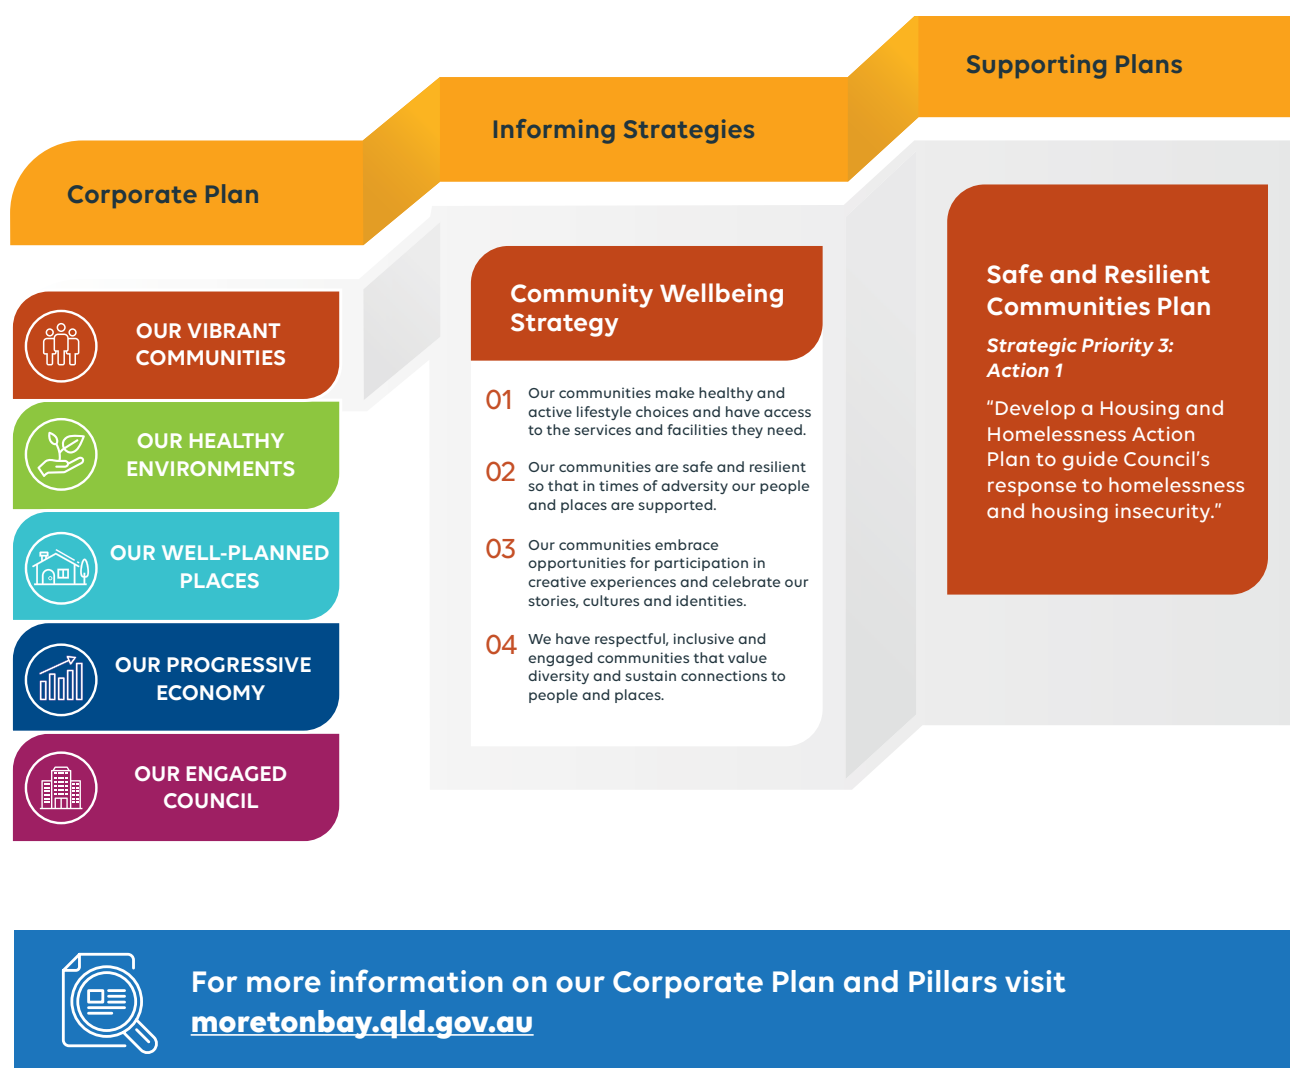 Corporate Plan
OUR VIBRANT
COMMUNITIES
OUR HEALTHY
ENVIRONMENTS
OUR WELL-PLANNED
PLACES
OUR PROGRESSIVE
ECONOMY
OUR ENGAGED
COUNCIL
Informing Strategies
Community Wellbeing
Strategy
01 Our communities make healthy and
active lifestyle choices and have access
to the services and facilities they need.
02 Our communities are safe and resilient
so that in times of adversity our people
and places are supported.
03 Our communities embrace
opportunities for participation in
creative experiences and celebrate our
stories, cultures and identities.
04 We have respectful, inclusive and
engaged communities that value
diversity and sustain connections to
people and places.
Supporting Plans
Safe and Resilient
Communities Plan
Strategic Priority 3:
Action 1
"Develop a Housing and
Homelessness Action
Plan to guide Council's
response to homelessness
and housing insecurity."
For more information on our Corporate Plan and Pillars visit
moretonbay.qld.gov.au